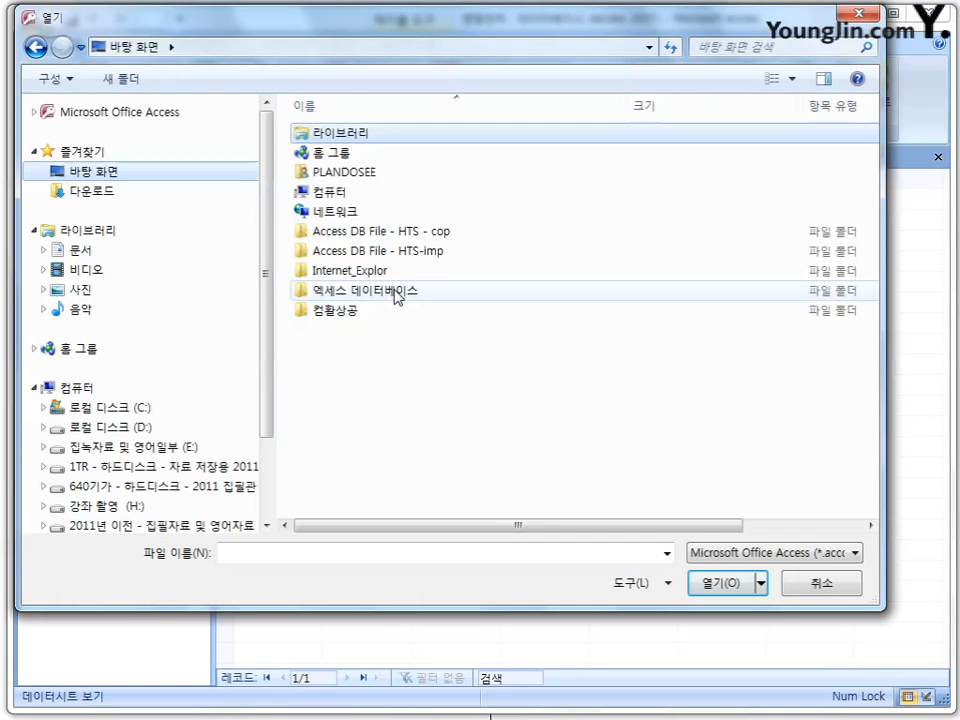 열기
YoungJin.com Y.
바탕 화면
바탕 화면 검색
구성
새 폴더
이름
크기
항목 유형
Microsoft Office Access
즐겨찾기
바탕 화면
다운로드
라이브러리
문서
비디오
사진
음악
홈 그룹
컴퓨터
로컬 디스크 (C:)
로컬 디스크 (D:)
집녹자료 및 영어일부 (E:)
1TR - 하드디스크 - 자료 저장용 2011
640기가 - 하드디스크 - 2011 집필관
강좌 촬영 (H:)
2011년 이전 - 집필자료 및 영어자료
라이브러리
홈 그룹
PLANDOSEE
컴퓨터
네트워크
Access DB File - HTS - cop 파일 폴더
Access DB File - HTS-imp 파일 폴더
Internet_Explor 파일 폴더
엑세스 데이터베이스 파일 폴더
컴활상공 파일 폴더
파일 이름(N):
Microsoft Office Access (*.acc
도구(L)
열기(O)
취소
레코드: 1/1 필터 없음 검색
데이터시트 보기
Num Lock